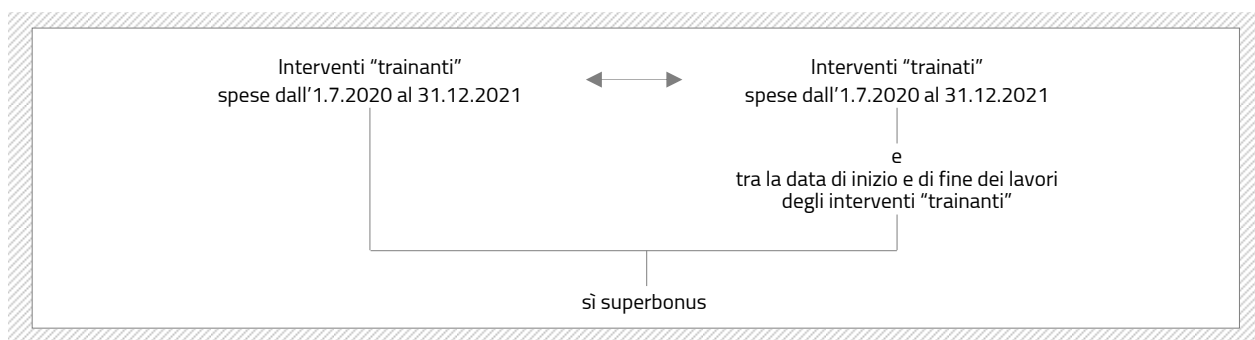 Interventi “trainanti”
spese dall’1.7.2020 al 31.12.2021
Interventi “trainati”
spese dall’1.7.2020 al 31.12.2021
e
tra la data di inizio e di fine dei lavori
degli interventi “trainanti”
sì superbonus